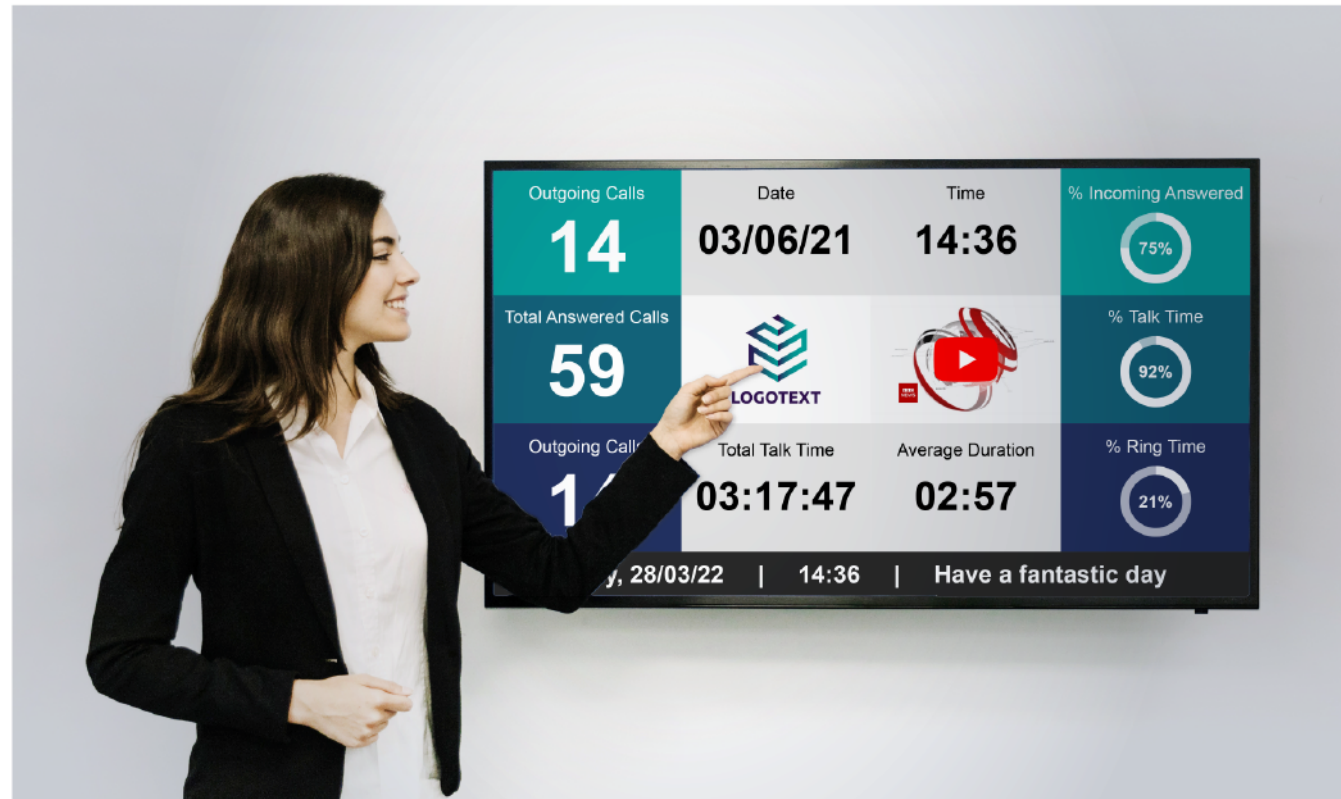 Outgoing Calls
14
Date
03/06/21
Time
14:36
% Incoming Answered
75%
Total Answered Calls
59
LOGOTEXT
NEWS
% Talk Time
92%
Outgoing
Total Talk Time
03:17:47
Average Duration
02:57
% Ring Time
21%
28/03/22 | 14:36 | Have a fantastic day